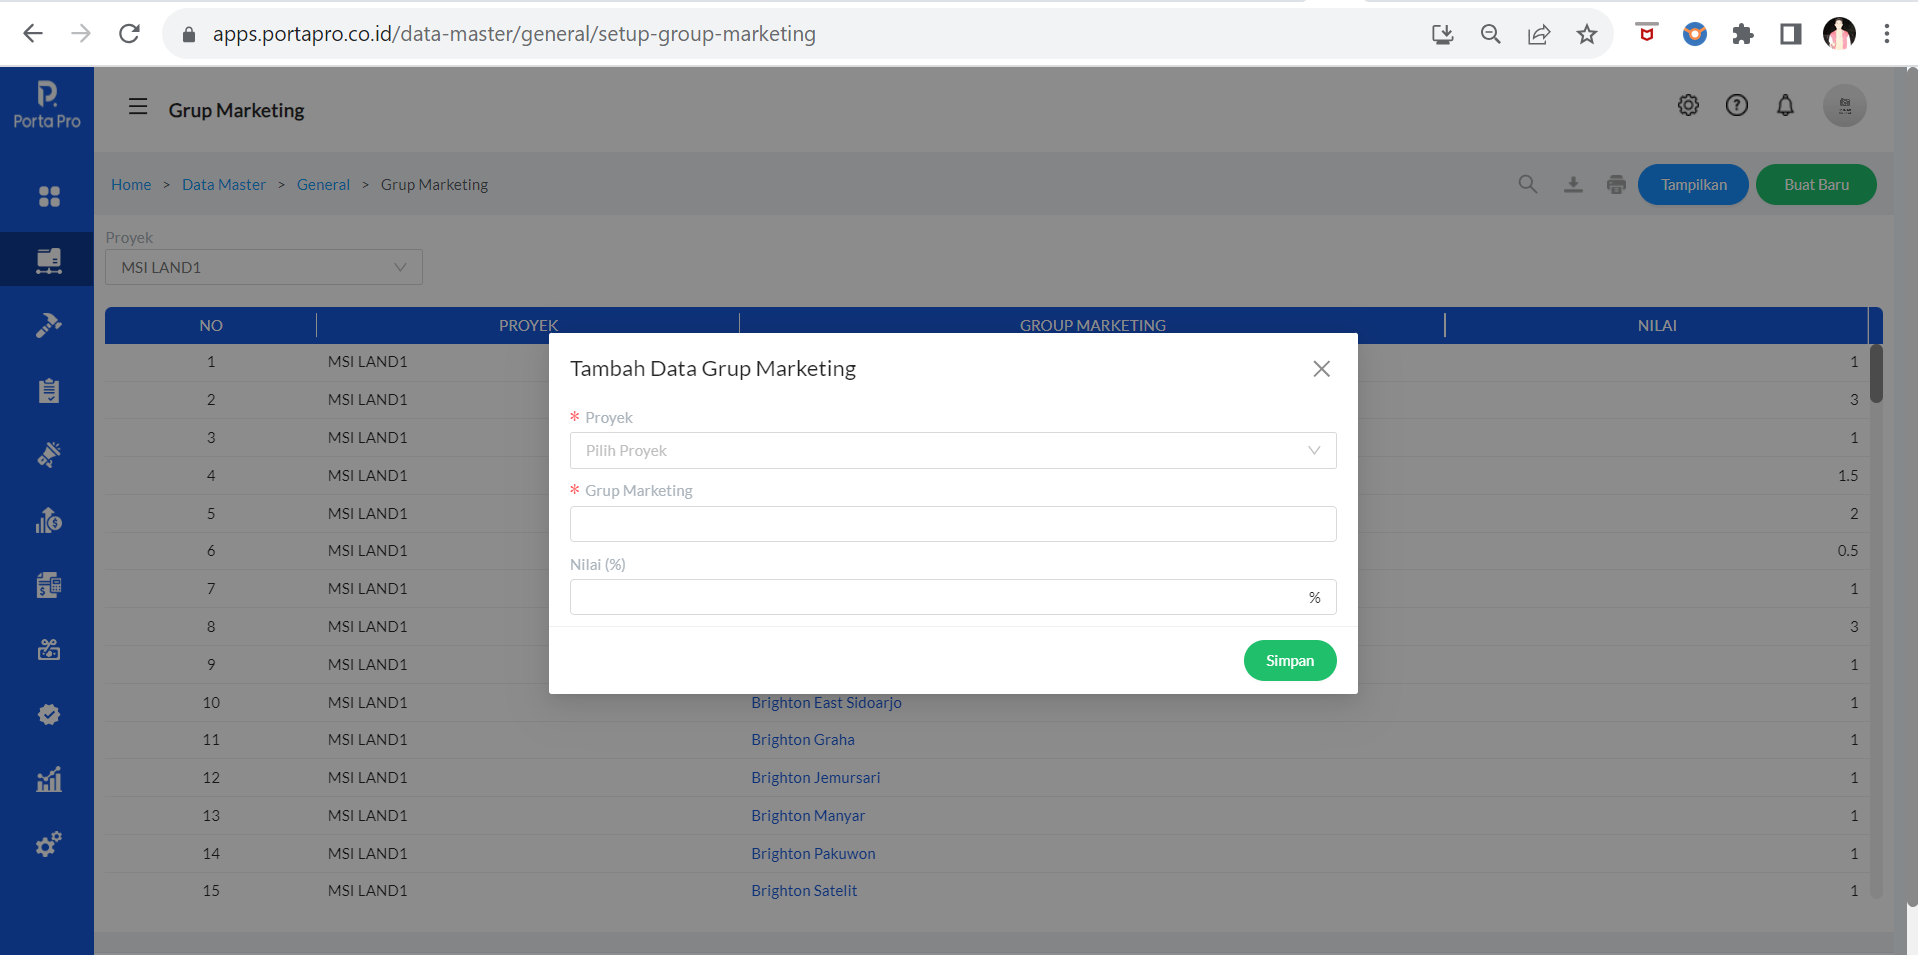 apps.portapro.co.id/data-master/general/setup-group-marketing
Porta Pro
Grup Marketing
Home > Data Master > General > Grup Marketing
Tampilkan
Buat Baru
Proyek
MSI LAND1
NO PROYEK GROUP MARKETING NILAI
1 MSI LAND1 1
2 MSI LAND1 3
3 MSI LAND1 1
4 MSI LAND1 1.5
5 MSI LAND1 2
6 MSI LAND1 0.5
7 MSI LAND1 1
8 MSI LAND1 3
9 MSI LAND1 1
10 MSI LAND1 Brighton East Sidoarjo 1
11 MSI LAND1 Brighton Graha 1
12 MSI LAND1 Brighton Jemursari 1
13 MSI LAND1 Brighton Manyar 1
14 MSI LAND1 Brighton Pakuwon 1
15 MSI LAND1 Brighton Satelit 1
Tambah Data Grup Marketing
* Proyek
Pilih Proyek
* Grup Marketing
Nilai (%)
%
Simpan